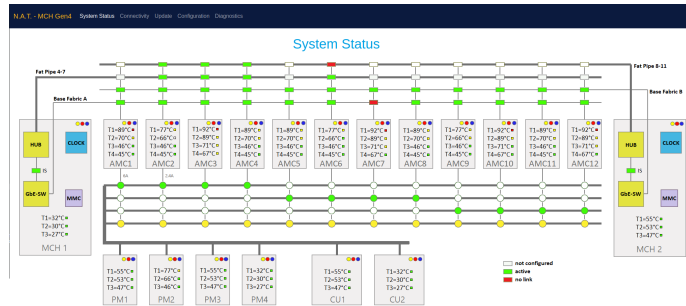 N.A.T. - MCH Gen4 System Status Connectivity Update Configuration Diagnostics
System Status
Fat Pipe 4-7
Fat Pipe 8-11
Base Fabric A
Base Fabric B
HUB
CLOCK
IS
GbE-SW
MMC
T1=32°C
T2=30°C
T3=27°C
MCH 1
T1=89°C
T2=70°C
T3=46°C
T4=45°C
AMC1
T1=77°C
T2=66°C
T3=46°C
T4=45°C
AMC2
T1=92°C
T2=89°C
T3=71°C
T4=67°C
AMC3
T1=89°C
T2=70°C
T3=46°C
T4=45°C
AMC4
T1=89°C
T2=70°C
T3=46°C
T4=45°C
AMC5
T1=77°C
T2=66°C
T3=46°C
T4=45°C
AMC6
T1=92°C
T2=89°C
T3=71°C
T4=67°C
AMC7
T1=89°C
T2=70°C
T3=46°C
T4=45°C
AMC8
T1=77°C
T2=66°C
T3=46°C
T4=45°C
AMC9
T1=92°C
T2=89°C
T3=71°C
T4=67°C
AMC10
T1=89°C
T2=70°C
T3=46°C
T4=45°C
AMC11
T1=92°C
T2=89°C
T3=71°C
T4=67°C
AMC12
HUB
CLOCK
IS
GbE-SW
MMC
T1=55°C
T2=53°C
T3=47°C
MCH 2
T1=55°C
T2=53°C
T3=47°C
PM1
T1=77°C
T2=66°C
T3=46°C
PM2
T1=55°C
T2=53°C
T3=47°C
PM3
T1=32°C
T2=30°C
T3=27°C
PM4
T1=55°C
T2=53°C
T3=47°C
CU1
T1=32°C
T2=30°C
T3=27°C
CU2
not configured
active
no link